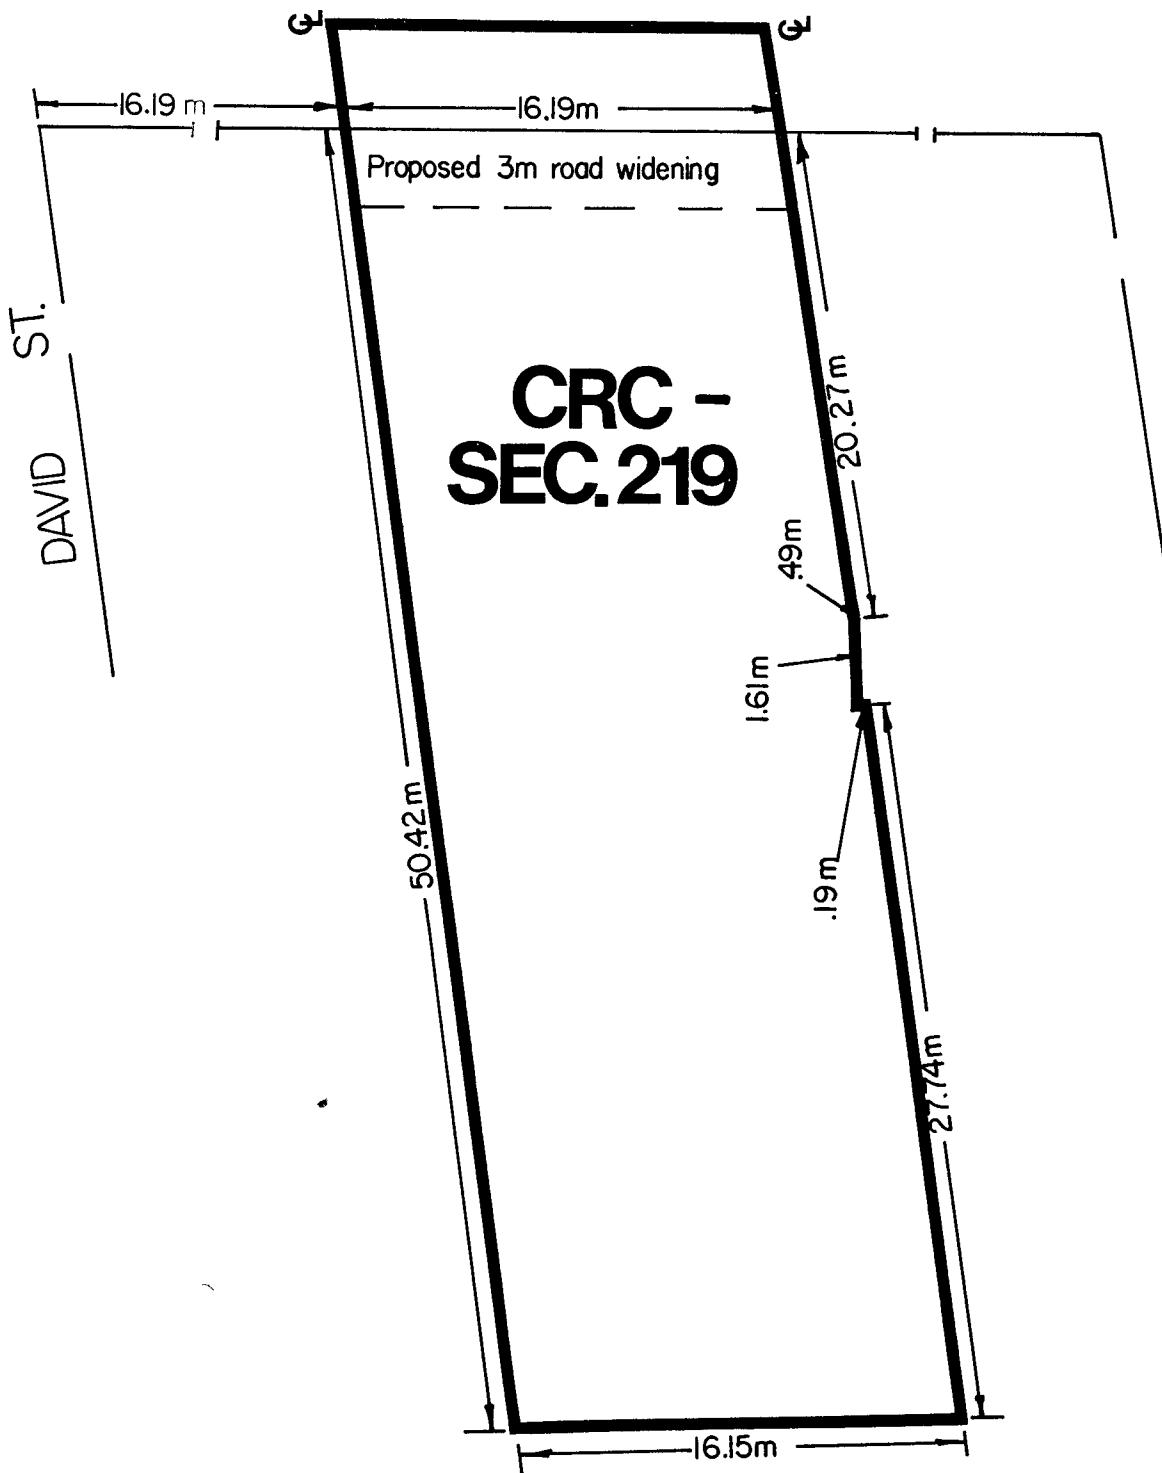 ℄ ℄
16.19 m 16.19m
Proposed 3m road widening
DAVID ST.
CRC -
SEC.219
20.27m
.49m
1.61m
.19m
50.42m
27.74m
16.15m